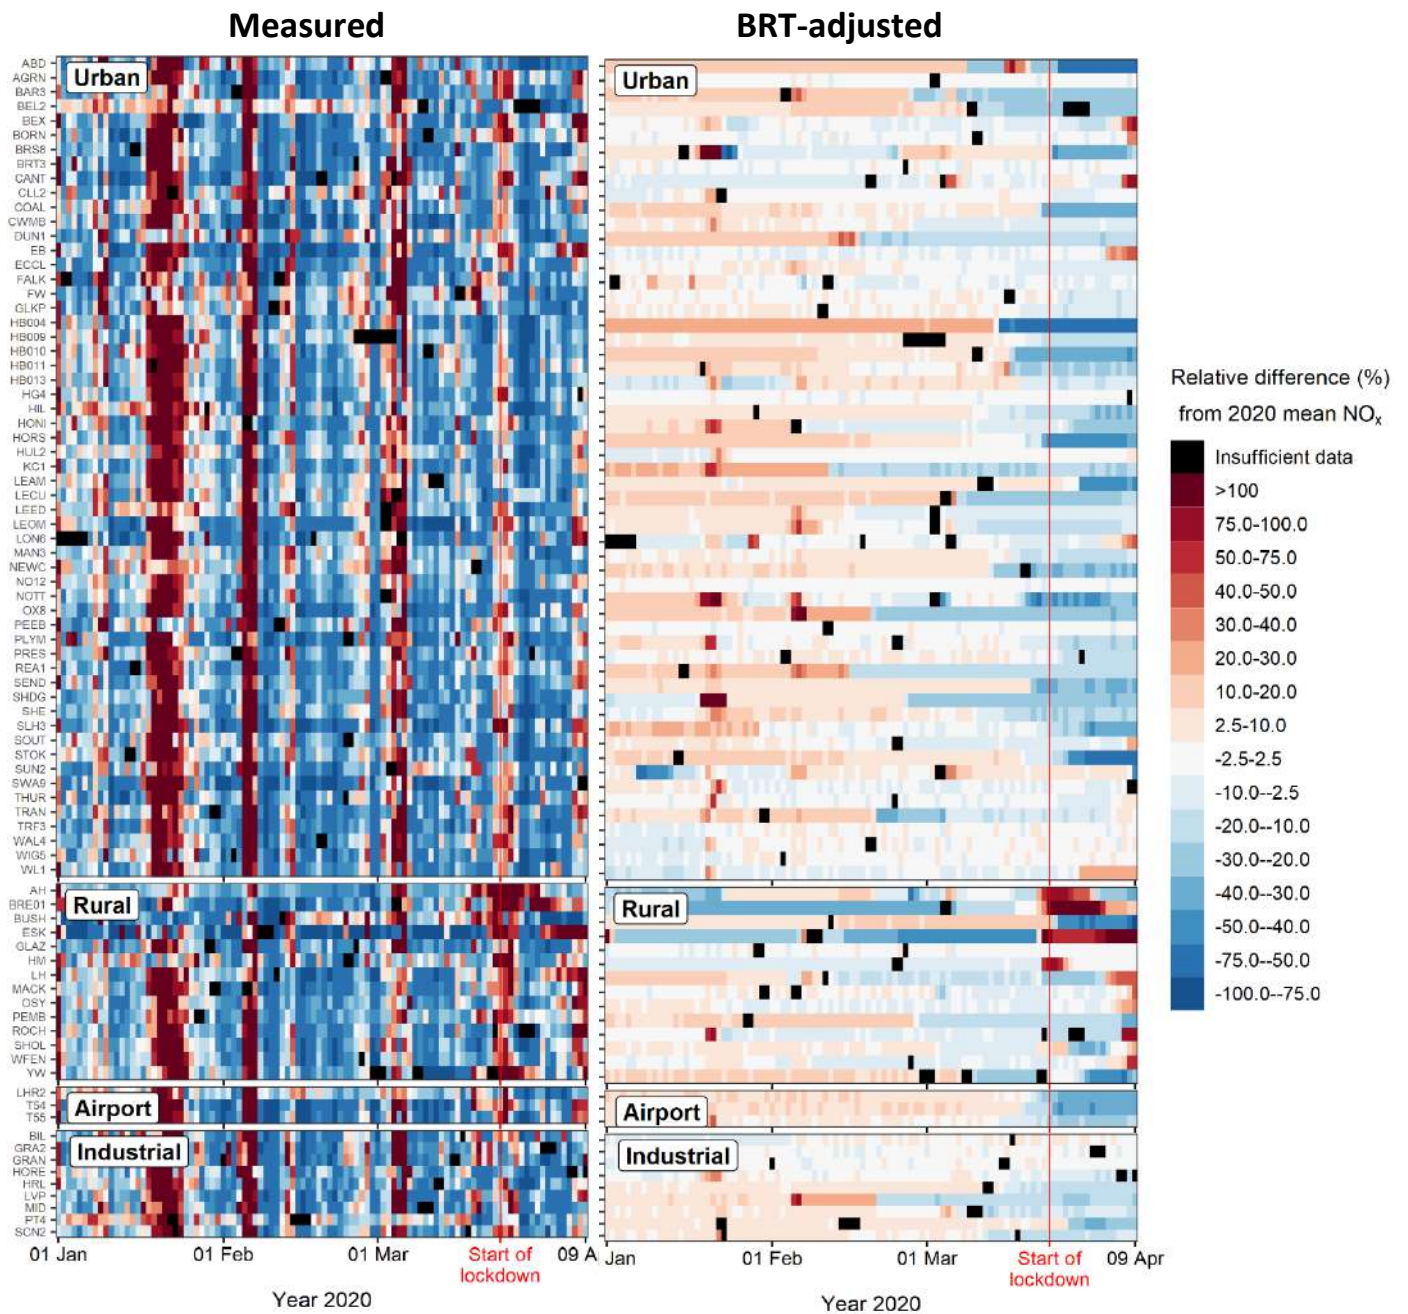 Measured
BRT-adjusted
ABD
Urban
AGRN
BAR3
BEL2
BEX
BORN
BRS8
BRT3
CANT
CLL2
COAL
CWMB
DUN1
EB
ECCL
FALK
FW
GLKP
HB004
HB009
HB010
HB011
HB013
HG4
HIL
HONI
HORS
HUL2
KC1
LEAM
LECU
LEED
LEOM
LON6
MAN3
NEWC
NO12
NOTT
OX8
PEEB
PLYM
PRES
REA1
SEND
SHDG
SHE
SLH3
SOUT
STOK
SUN2
SWA9
THUR
TRAN
TRF3
WAL4
WIG5
WL1
Urban
AH
Rural
BRE01
BUSH
ESK
GLAZ
HM
LH
MACK
OSY
PEMB
ROCH
SHOL
WFEN
YW
Rural
LHR2
Airport
T54
T55
Airport
BIL
Industrial
GRA2
GRAN
HORE
HRL
LVP
MID
PT4
SCN2
Industrial
01 Jan
01 Feb
01 Mar
Start of
lockdown
09 A
Year 2020
Jan
01 Feb
01 Mar
Start of
lockdown
09 Apr
Year 2020
Relative difference (%)
from 2020 mean NOx
Insufficient data
>100
75.0-100.0
50.0-75.0
40.0-50.0
30.0-40.0
20.0-30.0
10.0-20.0
2.5-10.0
-2.5-2.5
-10.0--2.5
-20.0--10.0
-30.0--20.0
-40.0--30.0
-50.0--40.0
-75.0--50.0
-100.0--75.0